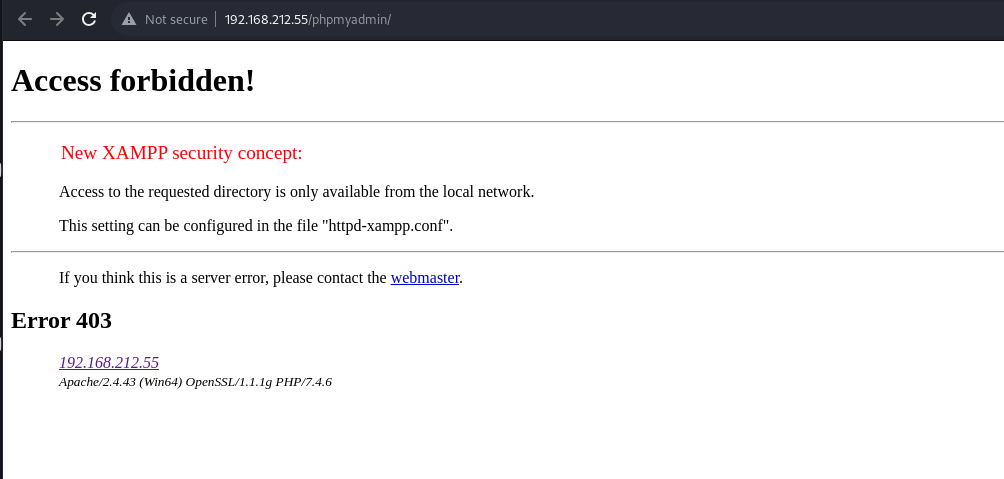 Not secure 192.168.212.55/phpmyadmin/
Access forbidden!
New XAMPP security concept:
Access to the requested directory is only available from the local network.
This setting can be configured in the file "httpd-xampp.conf".
If you think this is a server error, please contact the webmaster.
Error 403
192.168.212.55
Apache/2.4.43 (Win64) OpenSSL/1.1.1g PHP/7.4.6